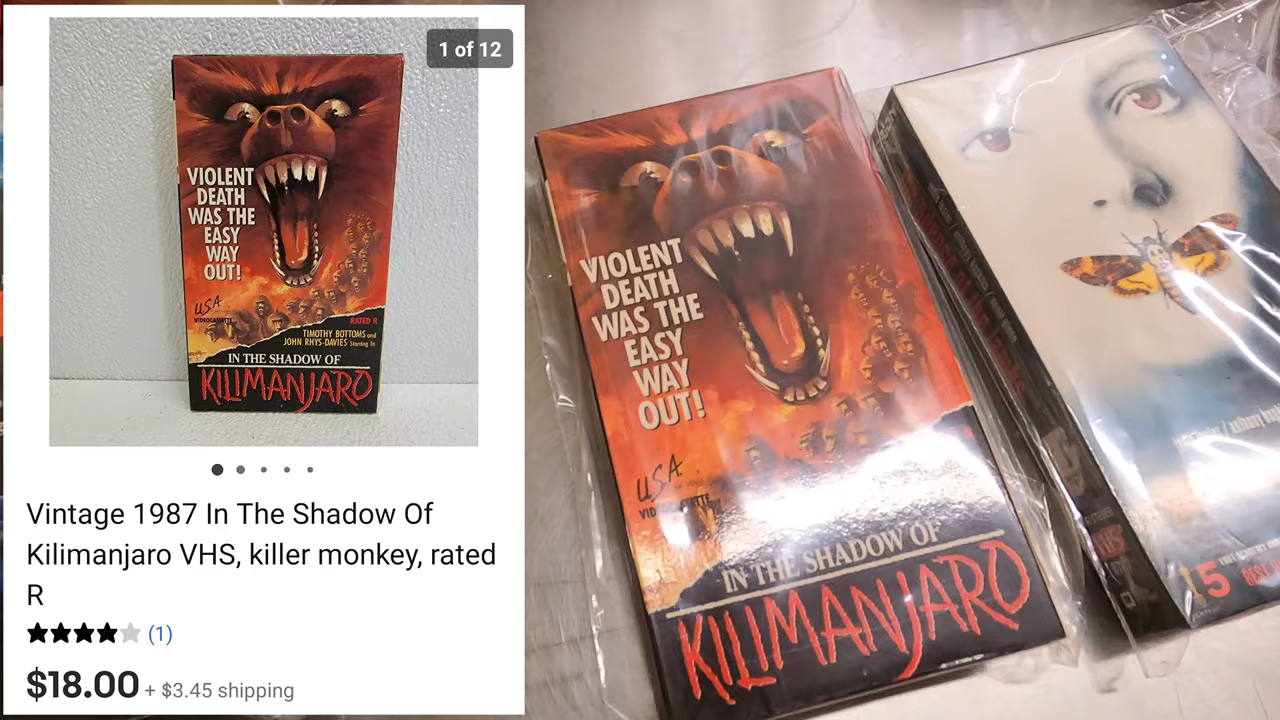 1 of 12
VIOLENT
DEATH
WAS THE
EASY
WAY
OUT!
USA
VIDEOCASSETTE
RATED R
TIMOTHY BOTTOMS and
JOHN RHYS-DAVIES Starring In
IN THE SHADOW OF
KILIMANJARO
Vintage 1987 In The Shadow Of
Kilimanjaro VHS, killer monkey, rated
R
(1)
$18.00 + $3.45 shipping
VIOLENT
DEATH
WAS THE
EASY
WAY
OUT!
USA
IN THE SHADOW OF
KILIMANJARO
VHS
5